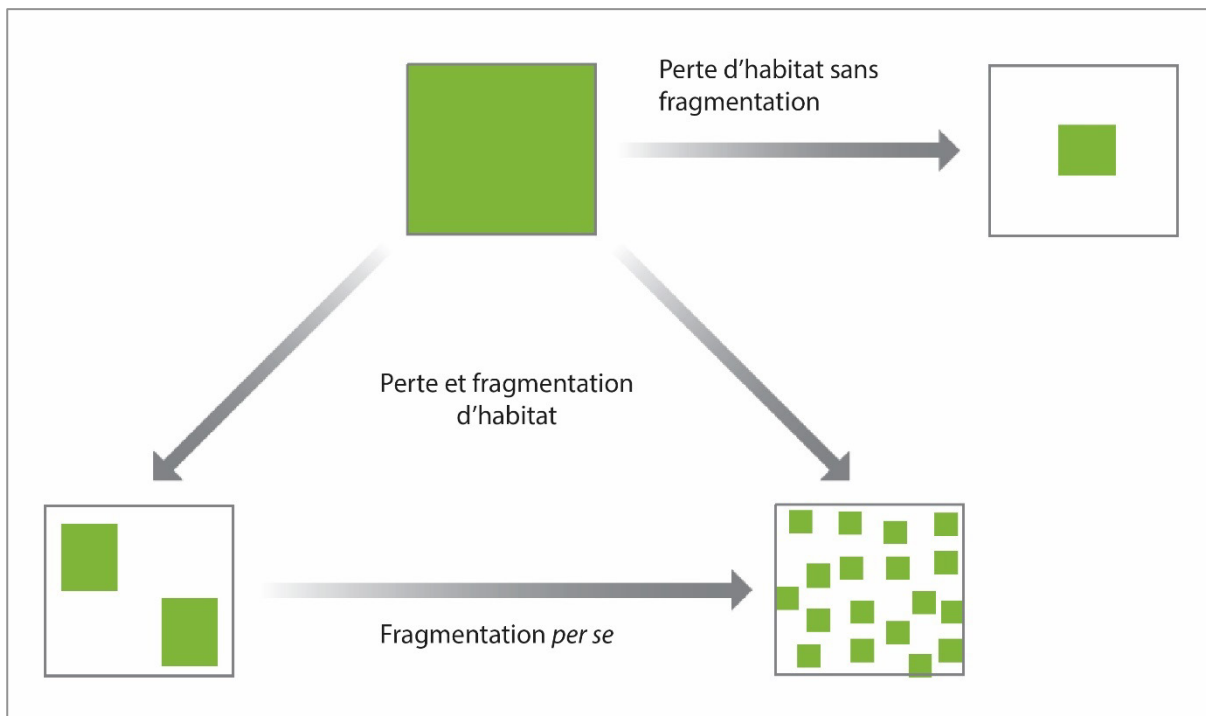 Perte d’habitat sans
fragmentation
Perte et fragmentation
d’habitat
Fragmentation per se